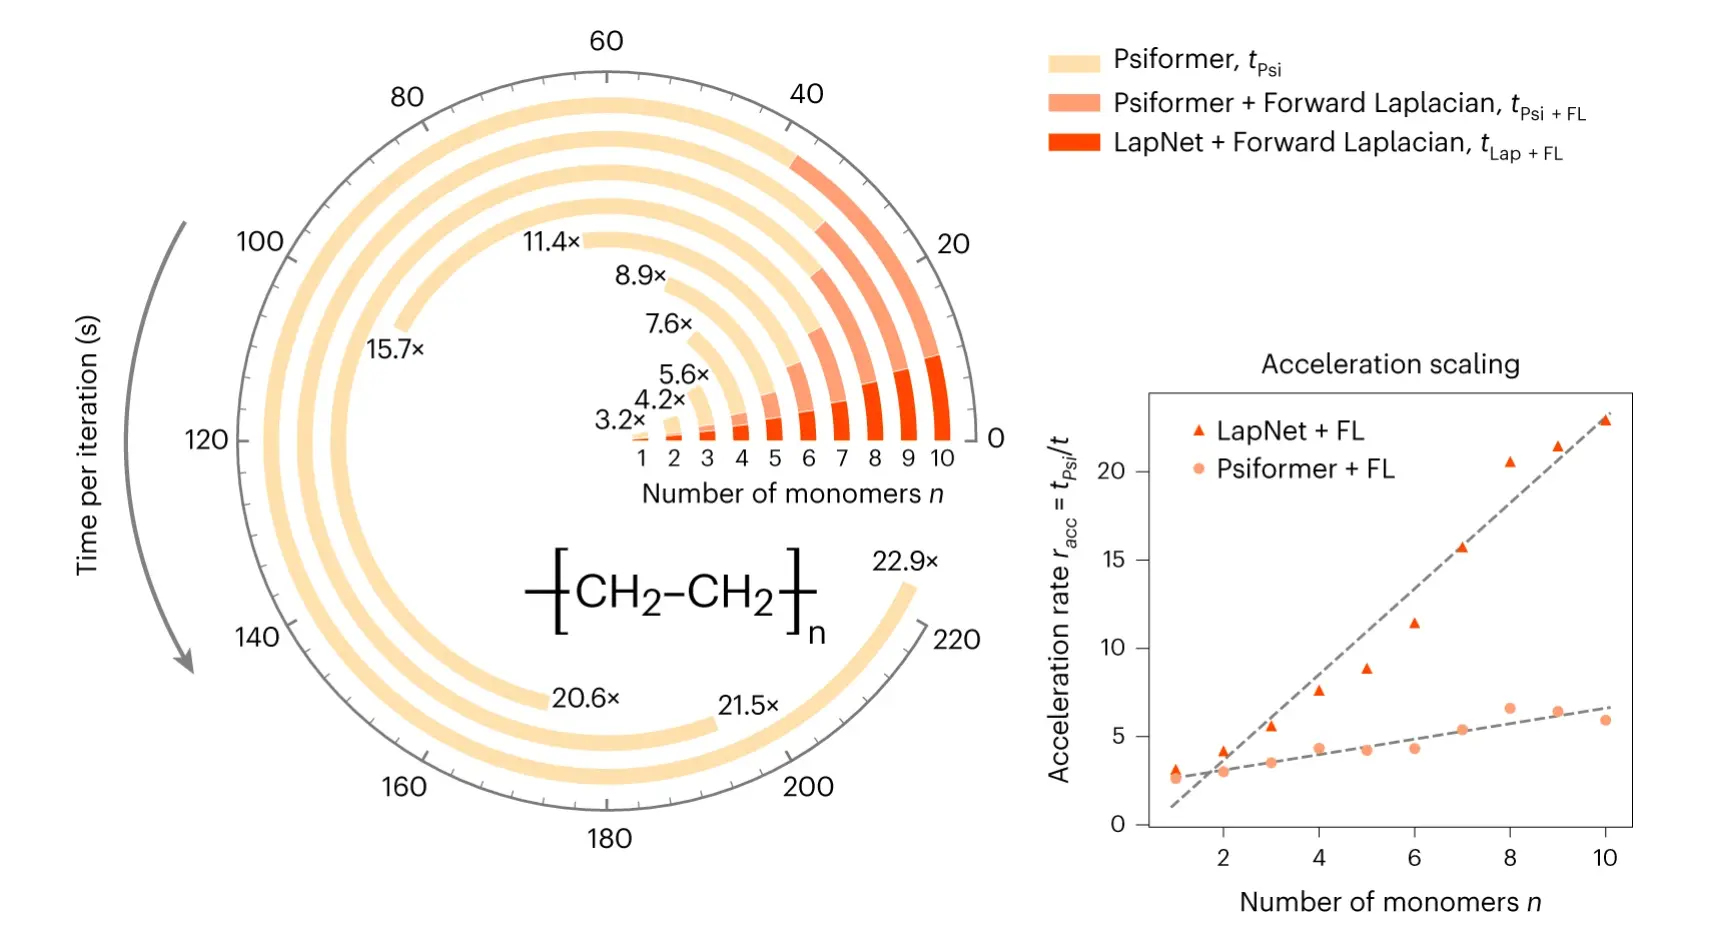 60
80
40
100
20
120
0
140
220
160
200
180
Time per iteration (s)
11.4×
8.9×
7.6×
5.6×
4.2×
3.2×
15.7×
1 2 3 4 5 6 7 8 9 10
Number of monomers n
[CH2–CH2]n
22.9×
20.6×
21.5×
Psiformer, tPsi
Psiformer + Forward Laplacian, tPsi + FL
LapNet + Forward Laplacian, tLap + FL
Acceleration scaling
LapNet + FL
Psiformer + FL
Acceleration rate racc = tPsi/t
20
15
10
5
0
2 4 6 8 10
Number of monomers n